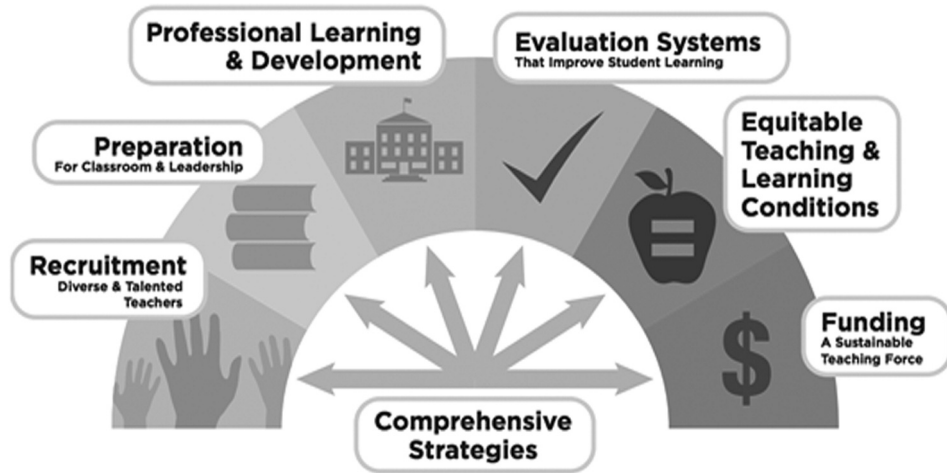 Professional Learning
& Development
Evaluation Systems
That Improve Student Learning
Preparation
For Classroom & Leadership
Equitable
Teaching &
Learning
Conditions
Recruitment
Diverse & Talented
Teachers
$
Funding
A Sustainable
Teaching Force
Comprehensive
Strategies